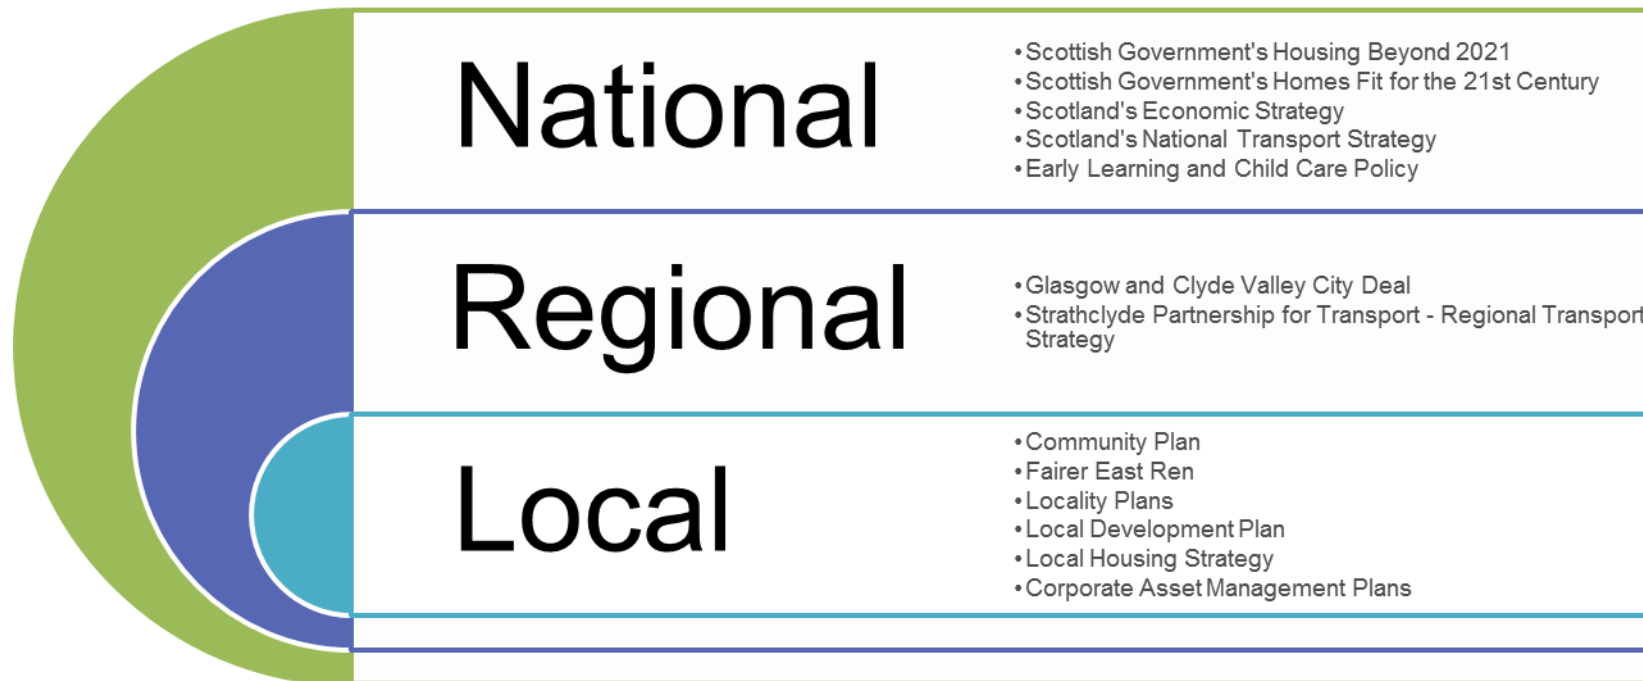 National
•Scottish Government's Housing Beyond 2021
•Scottish Government's Homes Fit for the 21st Century
•Scotland's Economic Strategy
•Scotland's National Transport Strategy
•Early Learning and Child Care Policy
Regional
•Glasgow and Clyde Valley City Deal
•Strathclyde Partnership for Transport - Regional Transport
Strategy
Local
•Community Plan
•Fairer East Ren
•Locality Plans
•Local Development Plan
•Local Housing Strategy
•Corporate Asset Management Plans